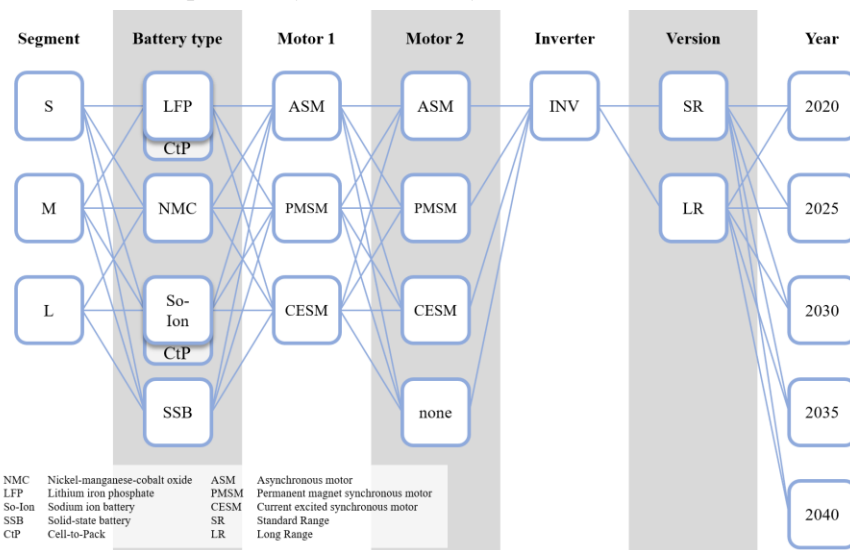 Segment Battery type Motor 1 Motor 2 Inverter Version Year
S LFP ASM ASM INV SR 2020
CtP
M NMC PMSM PMSM LR 2025
L So-Ion CESM CESM 2030
CtP
SSB none 2035
2040
NMC Nickel-manganese-cobalt oxide ASM Asynchronous motor
LFP Lithium iron phosphate PMSM Permanent magnet synchronous motor
So-Ion Sodium ion battery CESM Current excited synchronous motor
SSB Solid-state battery SR Standard Range
CtP Cell-to-Pack LR Long Range